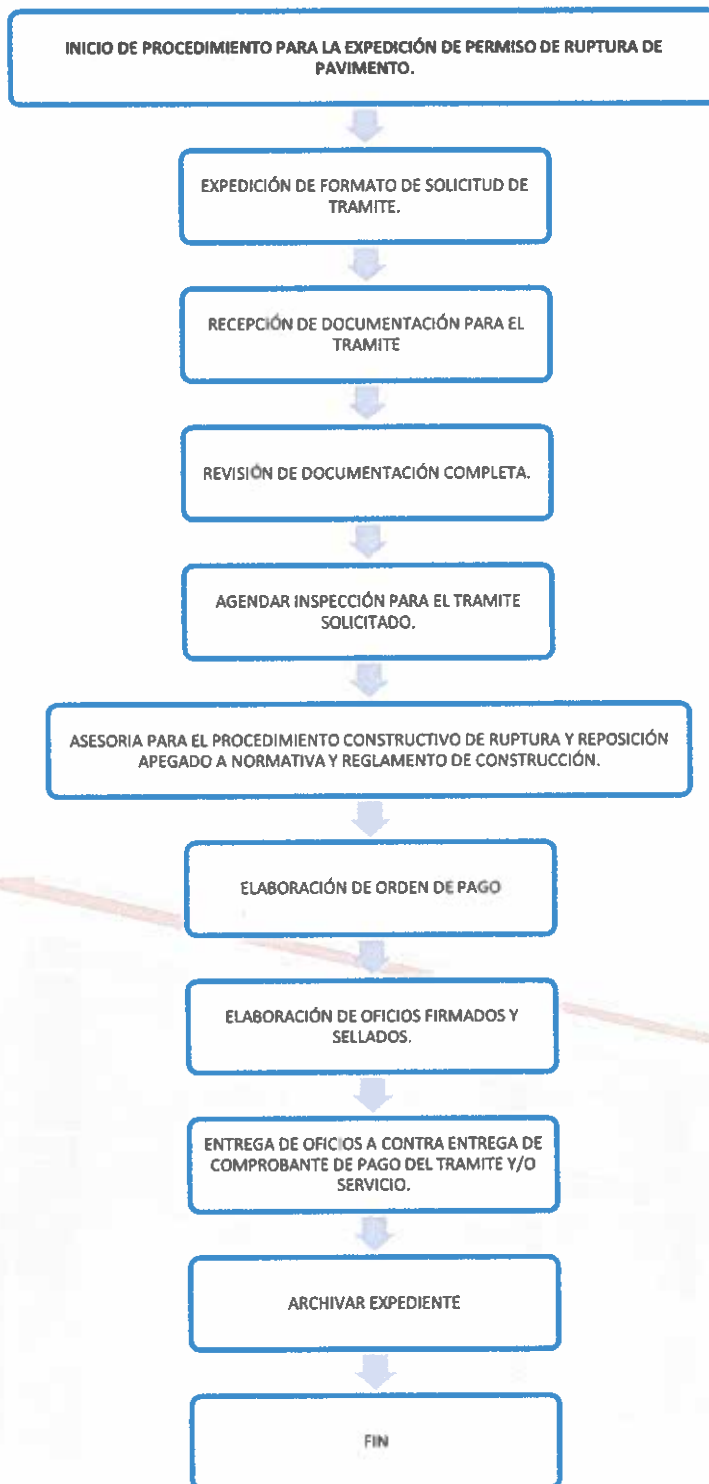 INICIO DE PROCEDIMIENTO PARA LA EXPEDICIÓN DE PERMISO DE RUPTURA DE
PAVIMENTO.
EXPEDICIÓN DE FORMATO DE SOLICITUD DE
TRAMITE.
RECEPCIÓN DE DOCUMENTACIÓN PARA EL
TRAMITE
REVISIÓN DE DOCUMENTACIÓN COMPLETA.
AGENDAR INSPECCIÓN PARA EL TRAMITE
SOLICITADO.
ASESORIA PARA EL PROCEDIMIENTO CONSTRUCTIVO DE RUPTURA Y REPOSICIÓN
APEGADO A NORMATIVA Y REGLAMENTO DE CONSTRUCCIÓN.
ELABORACIÓN DE ORDEN DE PAGO
ELABORACIÓN DE OFICIOS FIRMADOS Y
SELLADOS.
ENTREGA DE OFICIOS A CONTRA ENTREGA DE
COMPROBANTE DE PAGO DEL TRAMITE Y/O
SERVICIO.
ARCHIVAR EXPEDIENTE
FIN